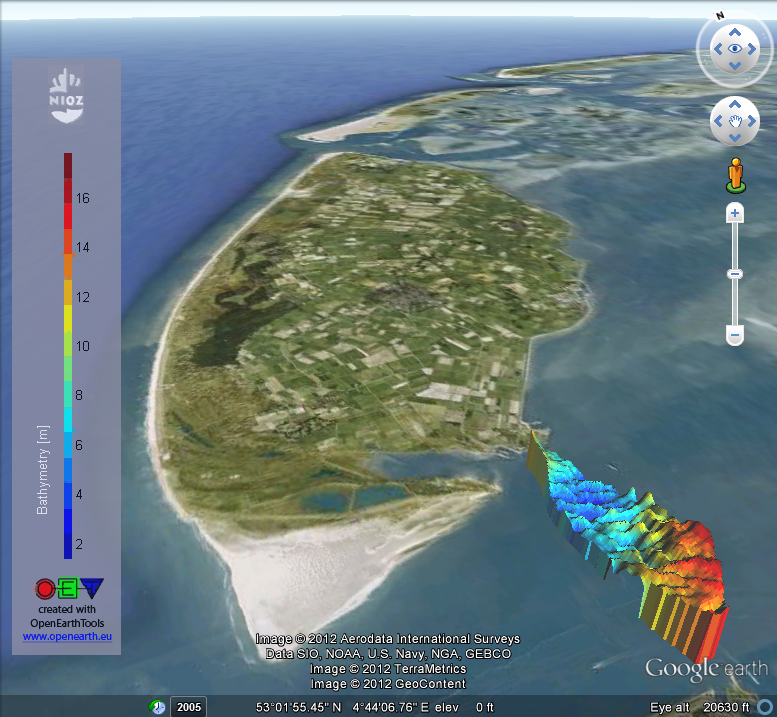 N
NIOZ
16
14
12
10
8
6
4
2
Bathymetry [m]
O E T
created with
OpenEarthTools
www.openearth.eu
Image © 2012 Aerodata International Surveys
Data SIO, NOAA, U.S. Navy, NGA, GEBCO
Image © 2012 TerraMetrics
Image © 2012 GeoContent
Google earth
2005
53°01'55.45" N 4°44'06.76" E elev 0 ft
Eye alt 20630 ft